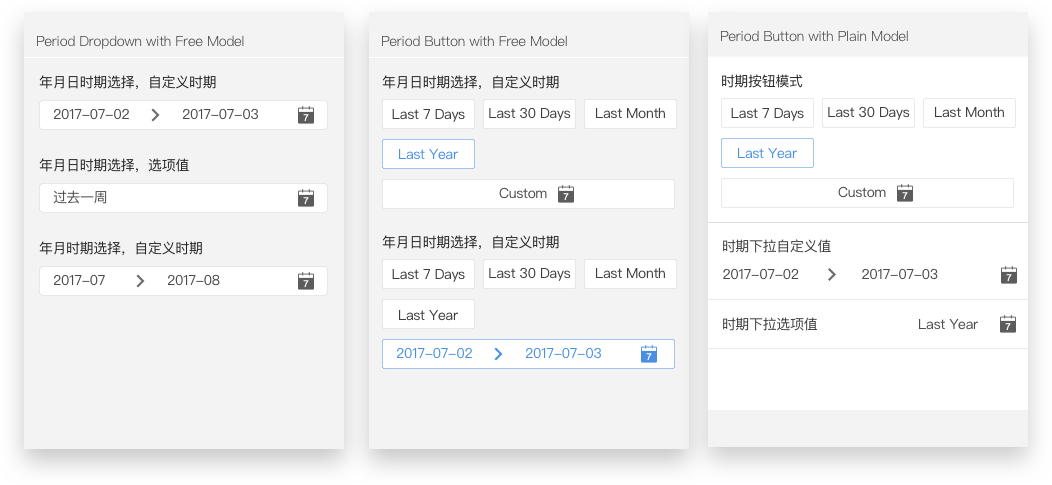 Period Dropdown with Free Model
年月日时期选择，自定义时期
2017-07-02 2017-07-03 7
年月日时期选择，选项值
过去一周 7
年月时期选择，自定义时期
2017-07 2017-08 7
Period Button with Free Model
年月日时期选择，自定义时期
Last 7 Days Last 30 Days Last Month
Last Year
Custom 7
年月日时期选择，自定义时期
Last 7 Days Last 30 Days Last Month
Last Year
2017-07-02 2017-07-03 7
Period Button with Plain Model
时期按钮模式
Last 7 Days Last 30 Days Last Month
Last Year
Custom 7
时期下拉自定义值
2017-07-02 2017-07-03 7
时期下拉选项值 Last Year 7